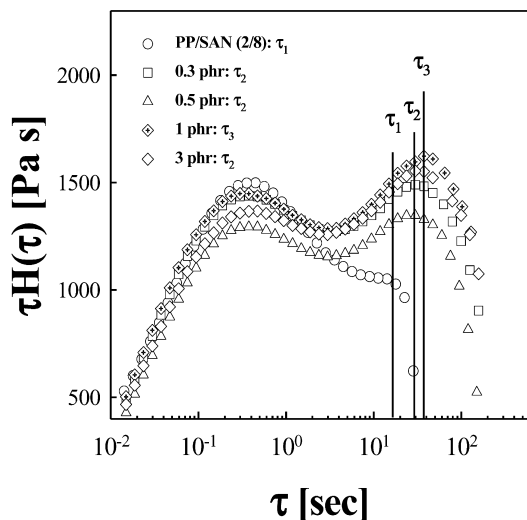 PP/SAN (2/8): τ1
0.3 phr: τ2
0.5 phr: τ2
1 phr: τ3
3 phr: τ2
τ1
τ2
τ3
2000
1500
1000
500
τH(τ) [Pa s]
10-2
10-1
100
101
102
τ [sec]